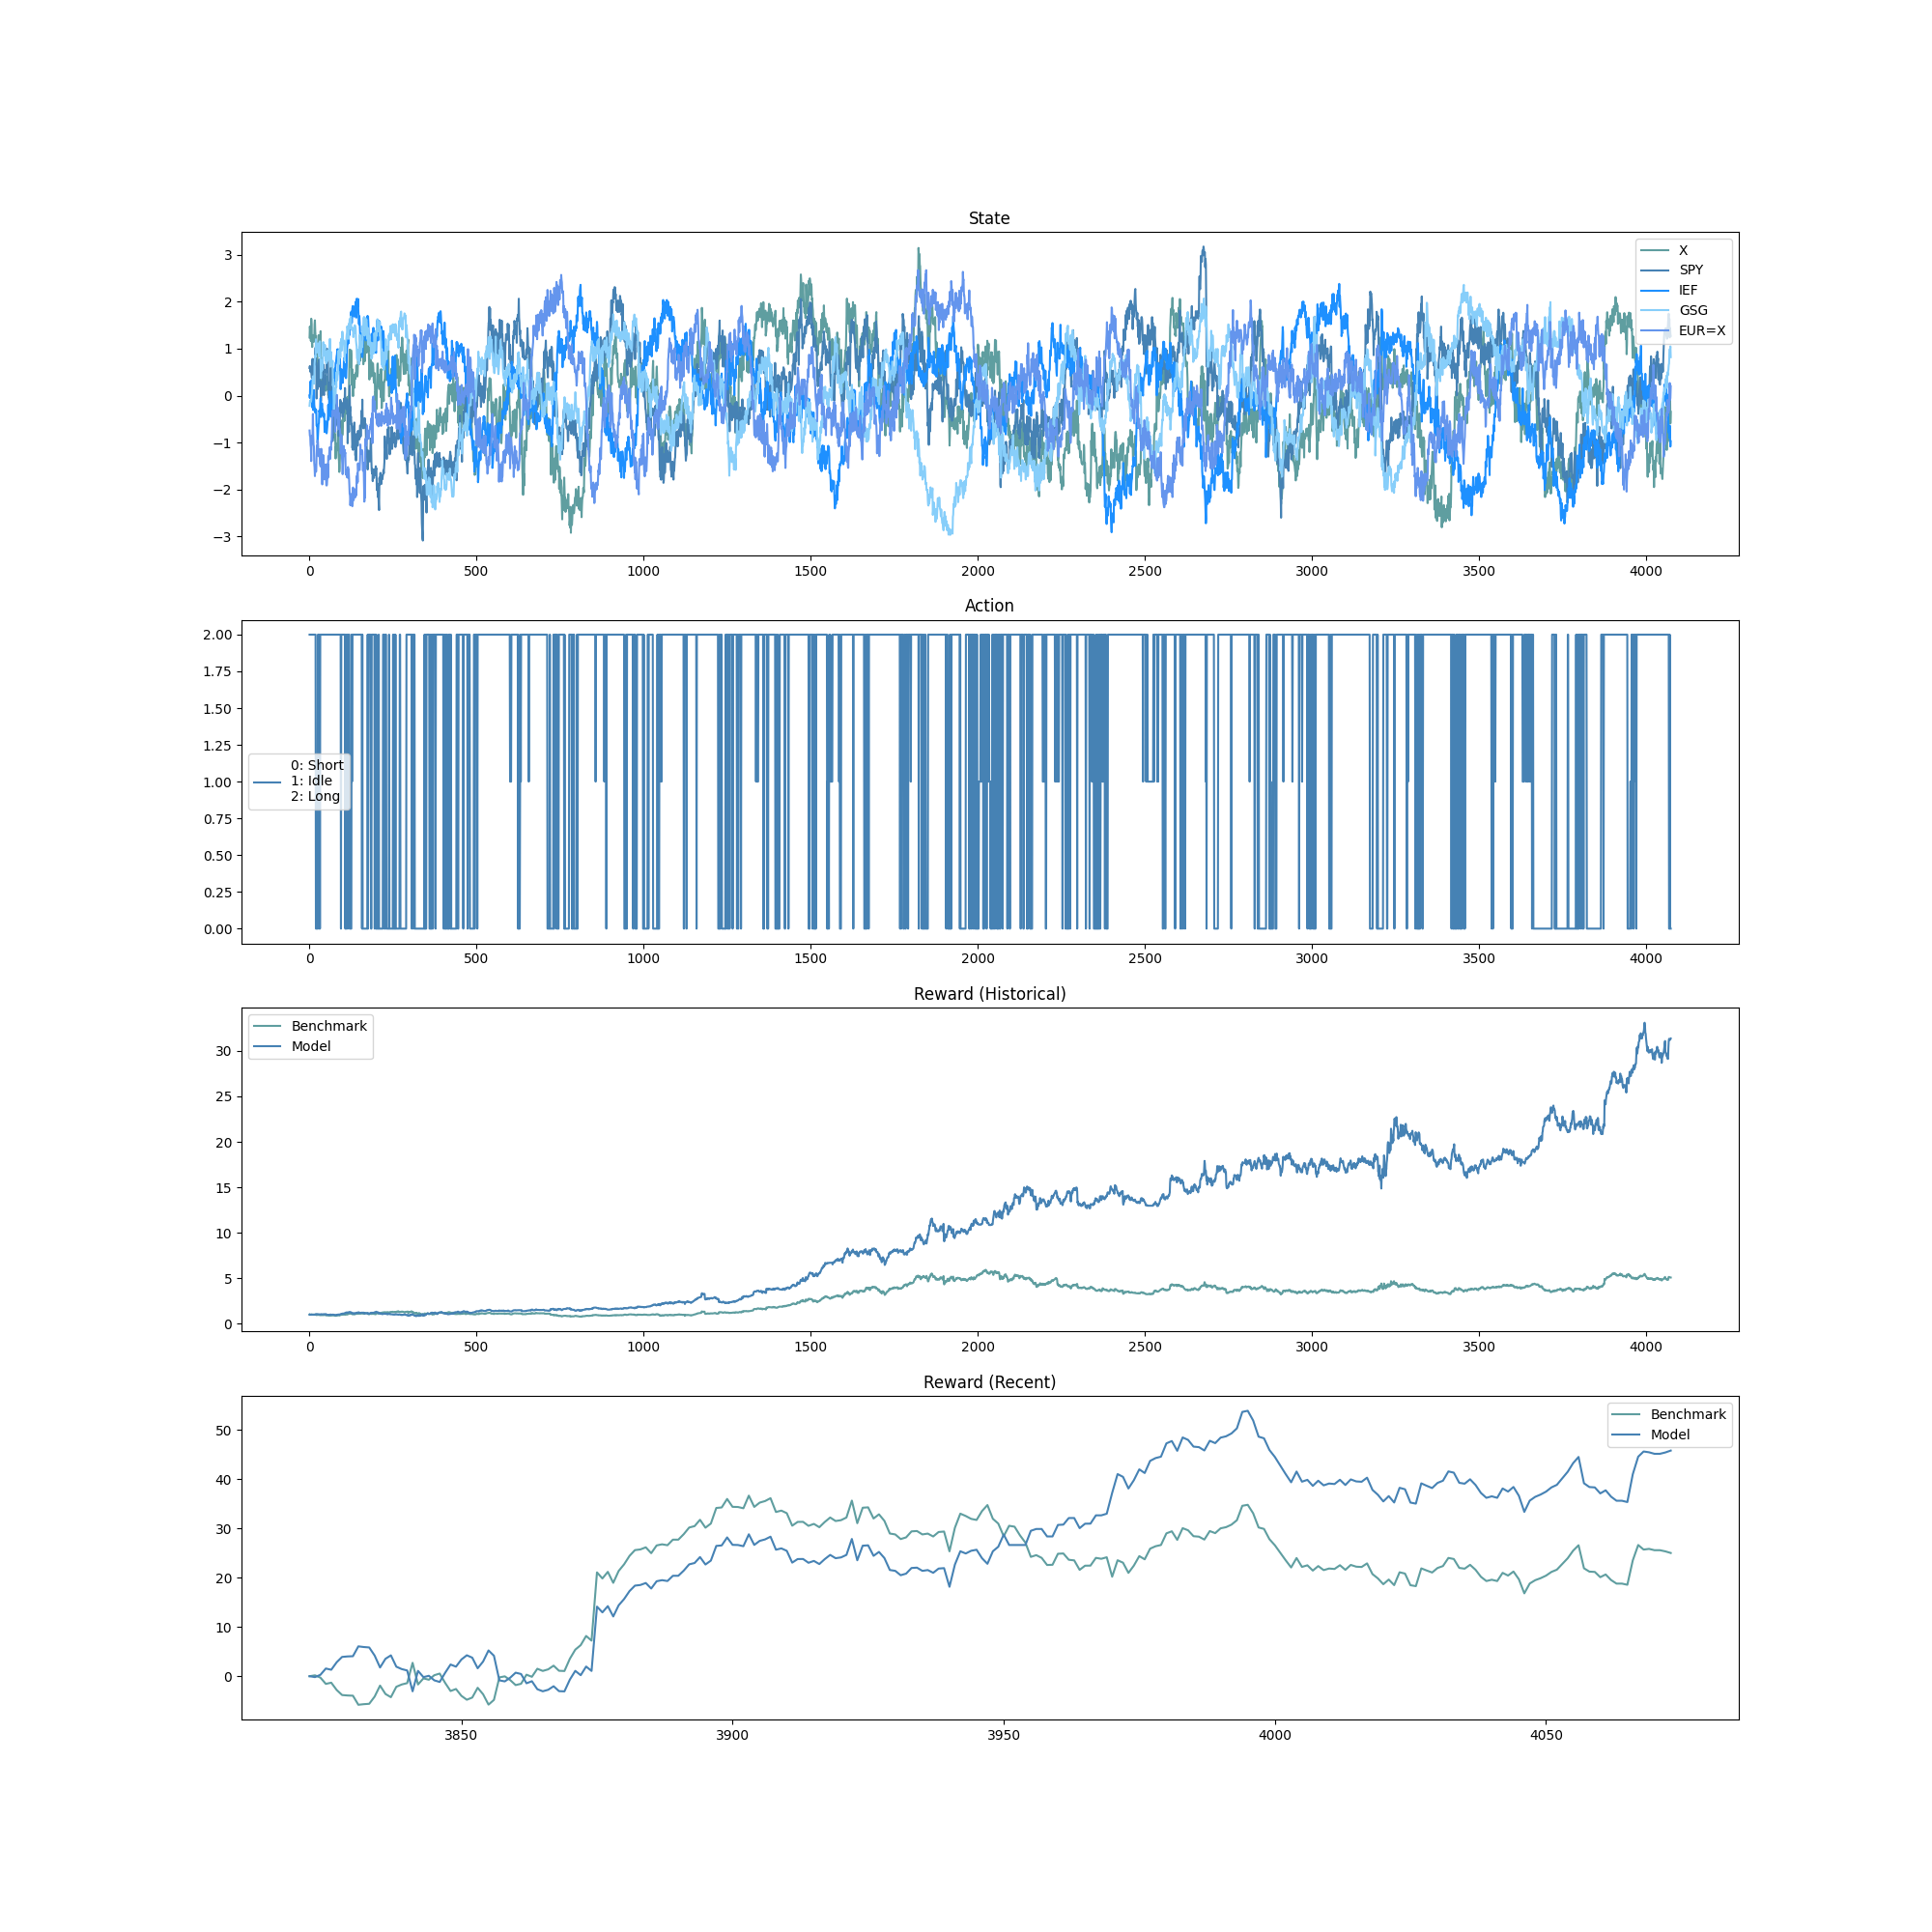 State
3
2
1
0
−1
−2
−3
X
SPY
IEF
GSG
EUR=X
0 500 1000 1500 2000 2500 3000 3500 4000
Action
2.00
1.75
1.50
1.25
1.00
0.75
0.50
0.25
0.00
0: Short
1: Idle
2: Long
0 500 1000 1500 2000 2500 3000 3500 4000
Reward (Historical)
Benchmark
Model
30
25
20
15
10
5
0
0 500 1000 1500 2000 2500 3000 3500 4000
Reward (Recent)
Benchmark
Model
50
40
30
20
10
0
3850 3900 3950 4000 4050